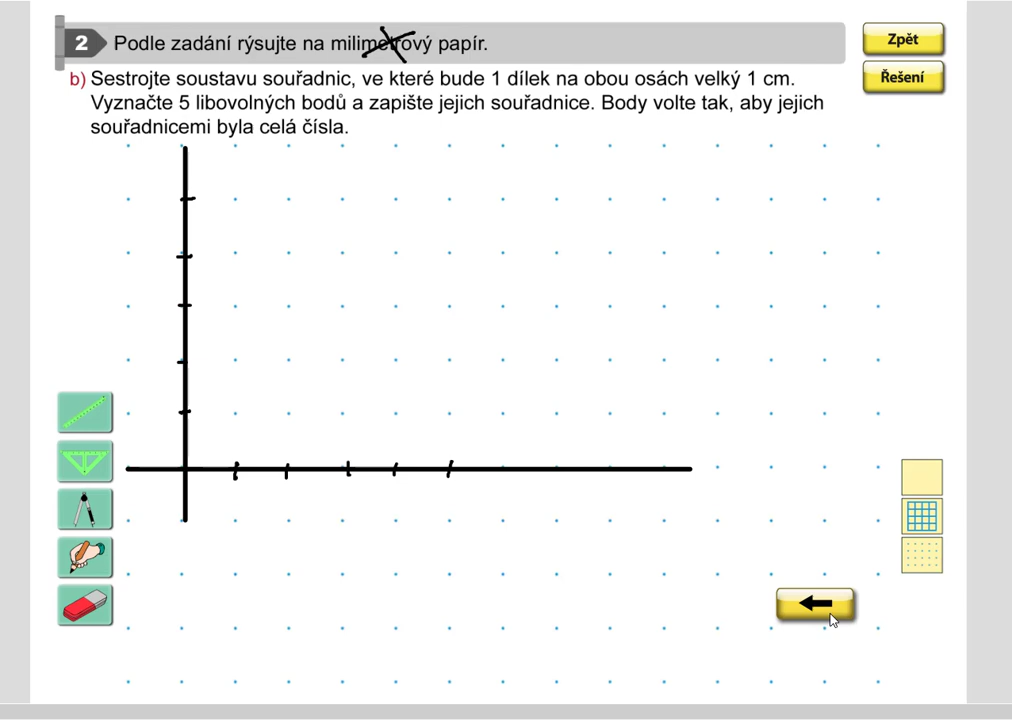 2 Podle zadání rýsujte na milimetrový papír.
Zpět
Řešení
b) Sestrojte soustavu souřadnic, ve které bude 1 dílek na obou osách velký 1 cm.
Vyznačte 5 libovolných bodů a zapište jejich souřadnice. Body volte tak, aby jejich
souřadnicemi byla celá čísla.